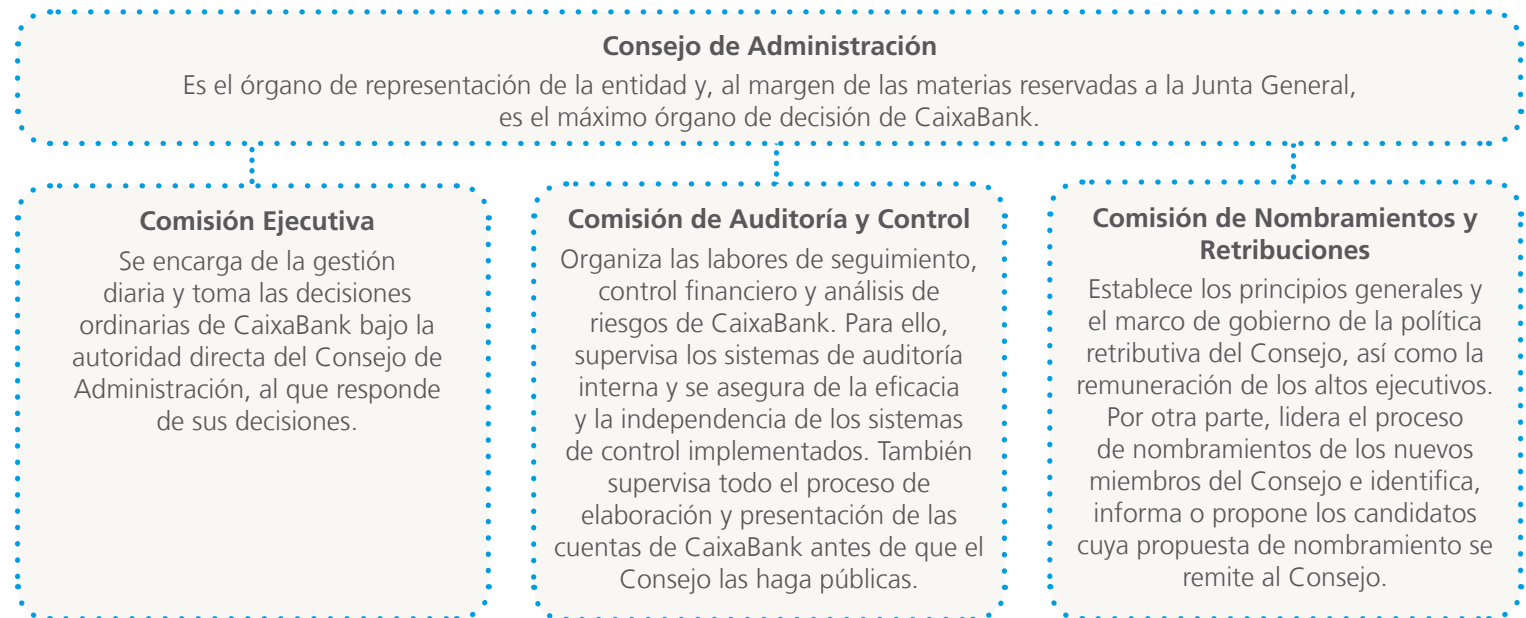 Consejo de Administración
Es el órgano de representación de la entidad y, al margen de las materias reservadas a la Junta General,
es el máximo órgano de decisión de CaixaBank.
Comisión Ejecutiva
Se encarga de la gestión
diaria y toma las decisiones
ordinarias de CaixaBank bajo la
autoridad directa del Consejo de
Administración, al que responde
de sus decisiones.
Comisión de Auditoría y Control
Organiza las labores de seguimiento,
control financiero y análisis de
riesgos de CaixaBank. Para ello,
supervisa los sistemas de auditoría
interna y se asegura de la eficacia
y la independencia de los sistemas
de control implementados. También
supervisa todo el proceso de
elaboración y presentación de las
cuentas de CaixaBank antes de que el
Consejo las haga públicas.
Comisión de Nombramientos y
Retribuciones
Establece los principios generales y
el marco de gobierno de la política
retributiva del Consejo, así como la
remuneración de los altos ejecutivos.
Por otra parte, lidera el proceso
de nombramientos de los nuevos
miembros del Consejo e identifica,
informa o propone los candidatos
cuya propuesta de nombramiento se
remite al Consejo.